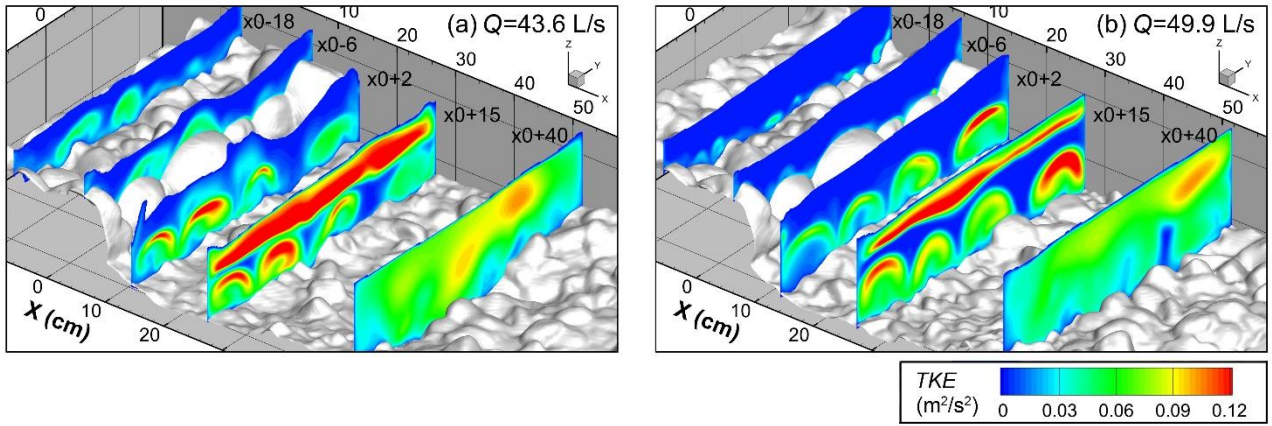 (a) Q=43.6 L/s
0
10
20
30
40
50
x0-18
x0-6
x0+2
x0+15
x0+40
z
Y
X
0
10
20
X (cm)
(b) Q=49.9 L/s
0
10
20
30
40
50
x0-18
x0-6
x0+2
x0+15
x0+40
z
Y
X
0
10
20
X (cm)
TKE
(m²/s²)
0 0.03 0.06 0.09 0.12